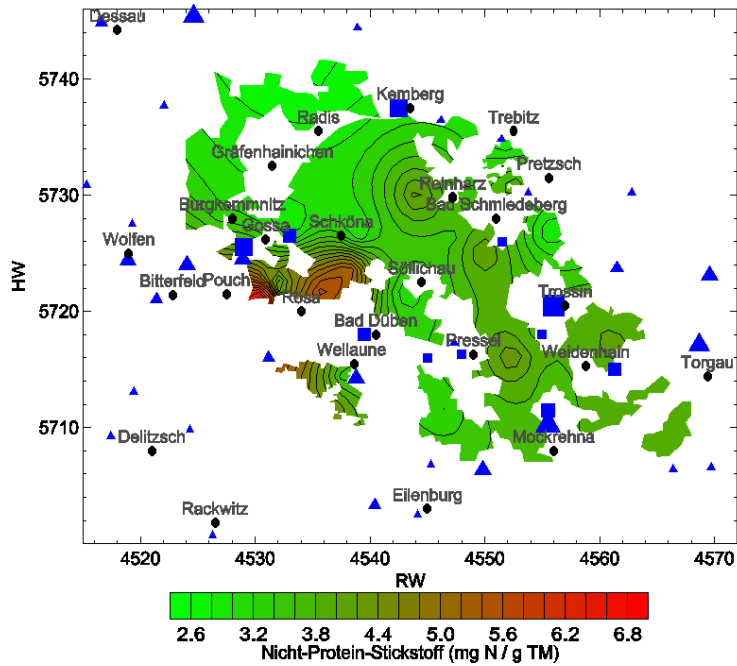 Dessau
5740
Kemberg
Radis
Trebitz
Gräfenhainichen
Pretzsch
5730
Reinharz
Burgkemnitz
Bad Schmiedeberg
Gossa
Schköna
Wolfen
HW
Söllichau
Bitterfeld
Pouch
5720
Rösa
Trossin
Bad Düben
Pressel
Wellaune
Weidenhain
Torgau
5710
Delitzsch
Mockrehna
Eilenburg
Rackwitz
4520 4530 4540 4550 4560 4570
RW
2.6 3.2 3.8 4.4 5.0 5.6 6.2 6.8
Nicht-Protein-Stickstoff (mg N / g TM)